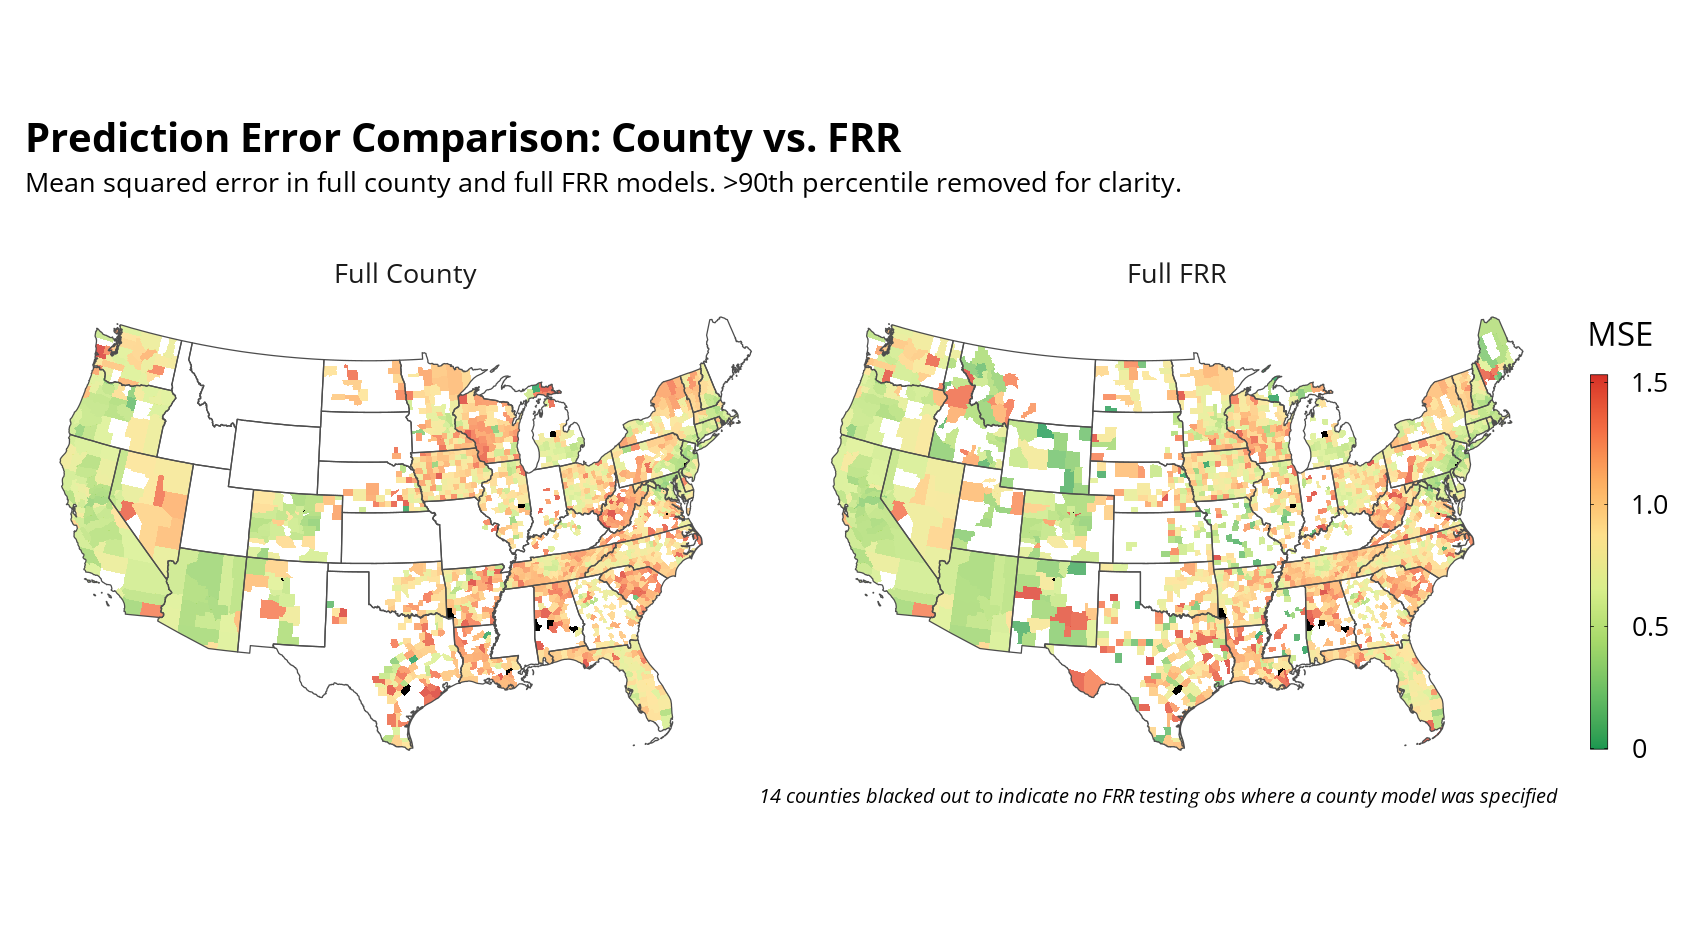 Prediction Error Comparison: County vs. FRR
Mean squared error in full county and full FRR models. >90th percentile removed for clarity.
Full County
Full FRR
MSE
1.5
1.0
0.5
0
14 counties blacked out to indicate no FRR testing obs where a county model was specified